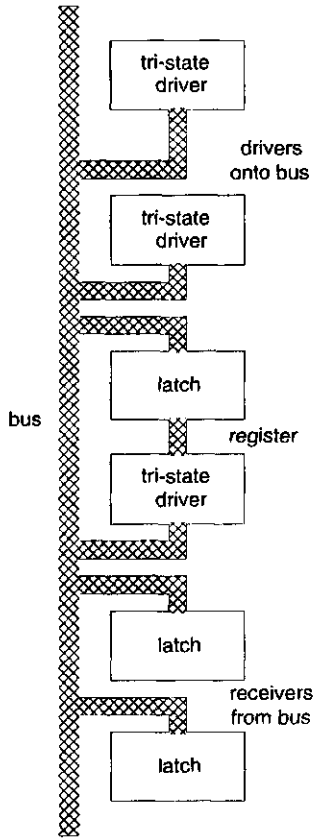 tri-state
driver
drivers
onto bus
tri-state
driver
latch
bus
register
tri-state
driver
latch
receivers
from bus
latch